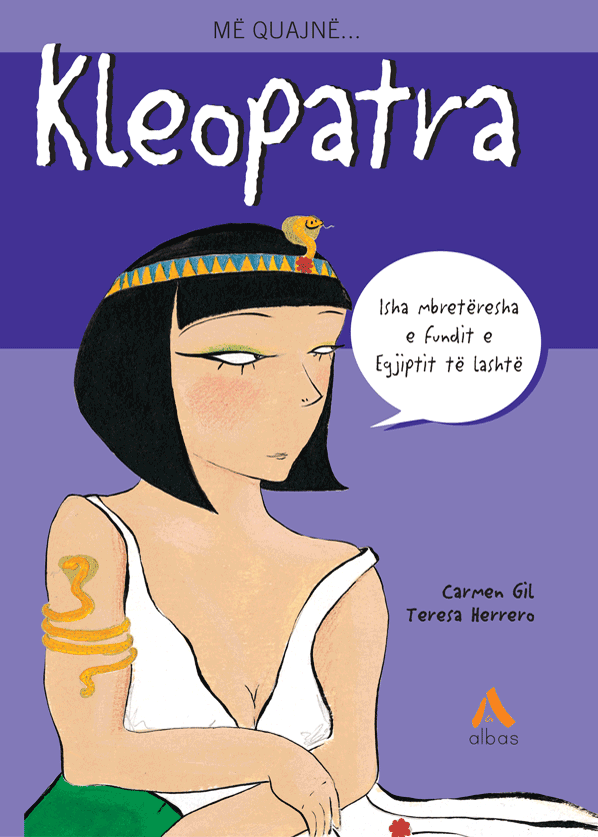 MË QUAJNË...
Kleopatra
Isha mbretëresha
e fundit e
Egjiptit të lashtë
Carmen Gil
Teresa Herrero
albas